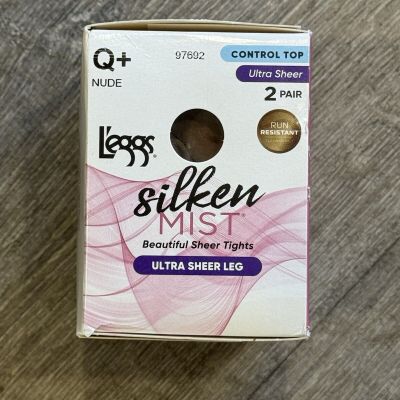 Q+
97692
CONTROL TOP
NUDE
Ultra Sheer
2 PAIR
L'eggs®
RUN
RESISTANT
silken
MIST®
Beautiful Sheer Tights
ULTRA SHEER LEG